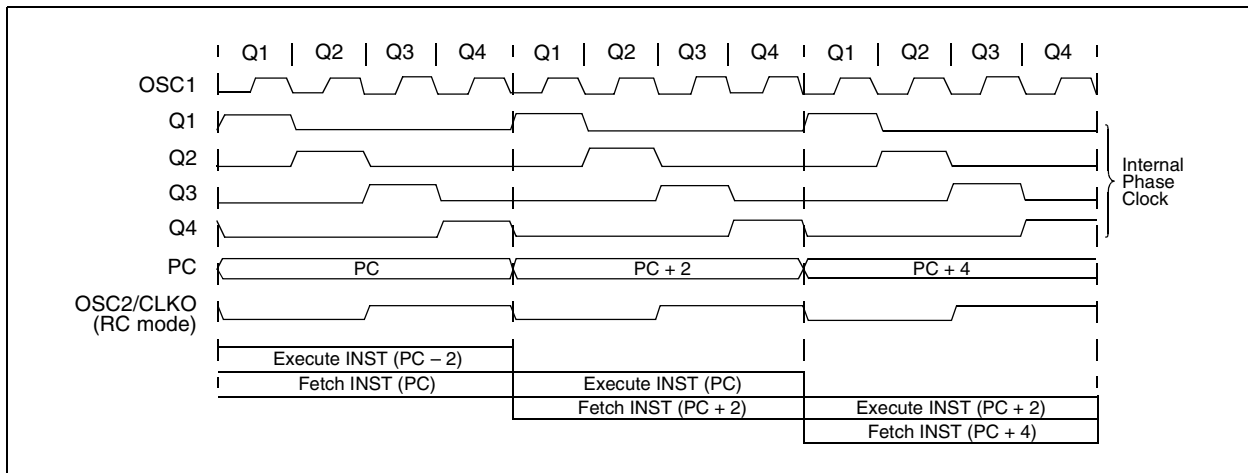 Q1 Q2 Q3 Q4 Q1 Q2 Q3 Q4 Q1 Q2 Q3 Q4
OSC1
Q1
Q2
Q3
Q4
Internal
Phase
Clock
PC PC PC + 2 PC + 4
OSC2/CLKO
(RC mode)
Execute INST (PC – 2)
Fetch INST (PC) Execute INST (PC)
Fetch INST (PC + 2) Execute INST (PC + 2)
Fetch INST (PC + 4)